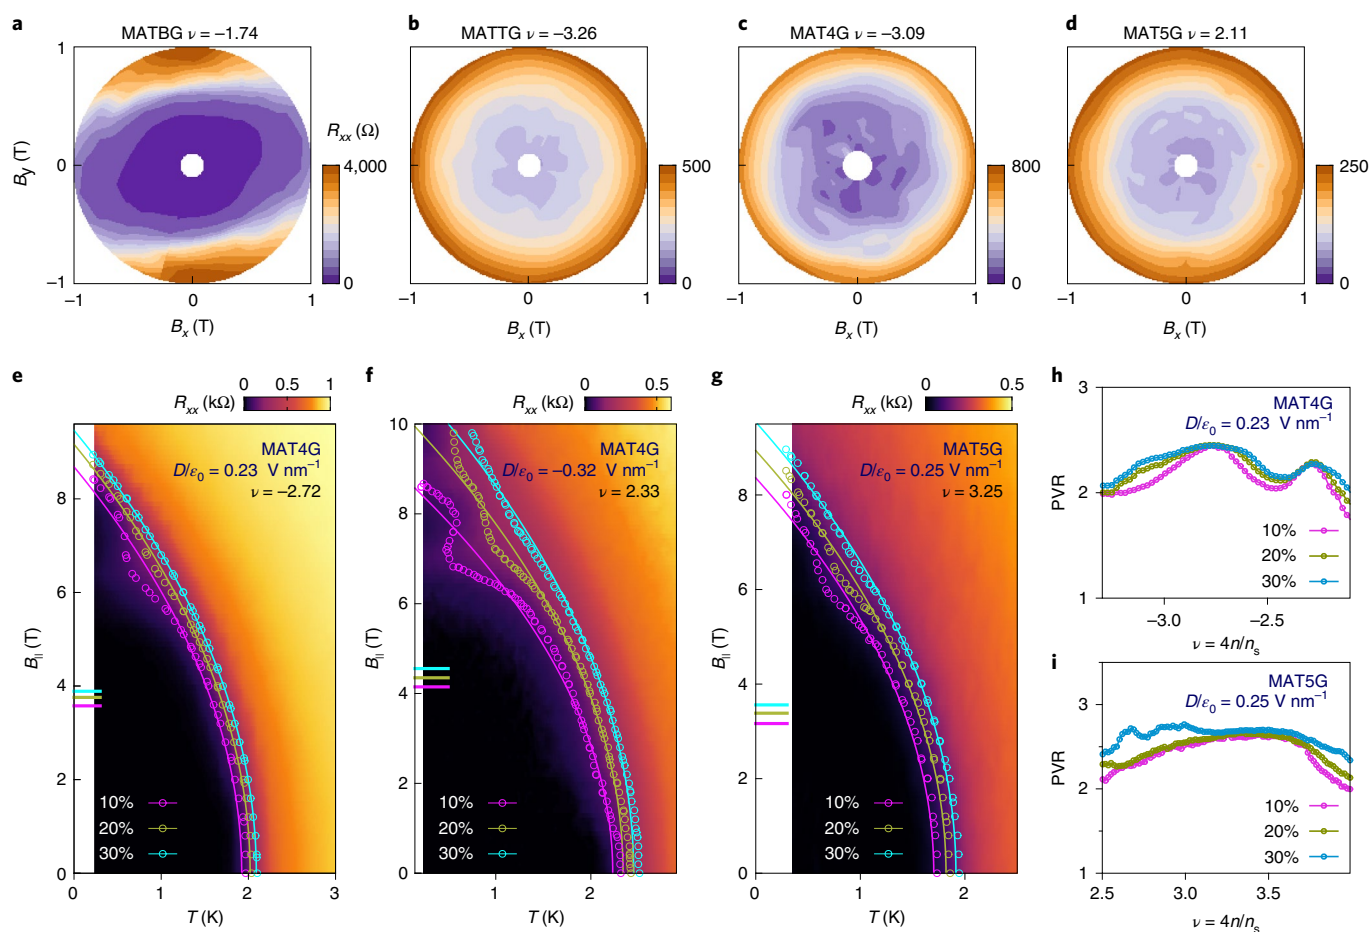 a
MATBG ν = −1.74
b
MATTG ν = −3.26
c
MAT4G ν = −3.09
d
MAT5G ν = 2.11
1
0
−1
B_y (T)
−1
0
1
B_x (T)
R_xx (Ω)
4,000
0
−1
0
1
B_x (T)
500
0
−1
0
1
B_x (T)
800
0
−1
0
1
B_x (T)
250
0
e
R_xx (kΩ)
0
0.5
1
MAT4G
D/ε₀ = 0.23 V nm⁻¹
ν = −2.72
8
6
4
2
0
B_|| (T)
10%
20%
30%
0
1
2
3
T (K)
f
R_xx (kΩ)
0
0.5
MAT4G
D/ε₀ = −0.32 V nm⁻¹
ν = 2.33
10
8
6
4
2
0
B_|| (T)
10%
20%
30%
1
2
T (K)
g
R_xx (kΩ)
0
0.5
MAT5G
D/ε₀ = 0.25 V nm⁻¹
ν = 3.25
8
6
4
2
0
B_|| (T)
10%
20%
30%
0
1
2
T (K)
h
MAT4G
D/ε₀ = 0.23 V nm⁻¹
3
2
1
PVR
10%
20%
30%
−3.0
−2.5
ν = 4n/n_s
i
MAT5G
D/ε₀ = 0.25 V nm⁻¹
3
2
1
PVR
10%
20%
30%
2.5
3.0
3.5
ν = 4n/n_s